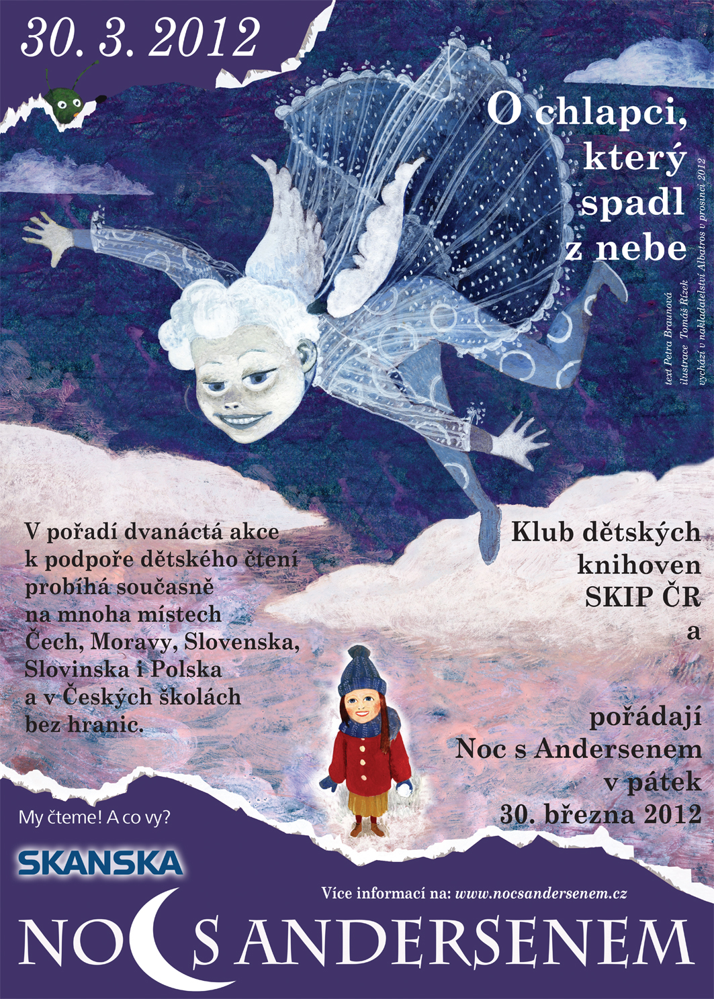 30. 3. 2012
O chlapci,
který
spadl
z nebe
text Petra Braunová
ilustrace Tomáš Řízek
vychází v nakladatelství Albatros v prosinci 2012
V pořadí dvanáctá akce
k podpoře dětského čtení
probíhá současně
na mnoha místech
Čech, Moravy, Slovenska,
Slovinska i Polska
a v Českých školách
bez hranic.
Klub dětských
knihoven
SKIP ČR
a
pořádají
Noc s Andersenem
v pátek
30. března 2012
My čteme! A co vy?
SKANSKA
Více informací na: www.nocsandersenem.cz
NOC S ANDERSENEM